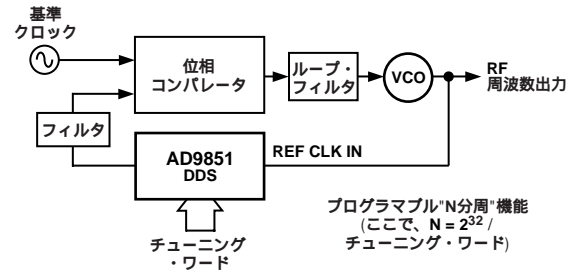 基準
クロック
位相
コンパレータ
ループ・
フィルタ
VCO
RF
周波数出力
フィルタ
AD9851
DDS
REF CLK IN
チューニング
・ワード
プログラマブル"N分周"機能
(ここで、N = 2³² /
チューニング・ワード)